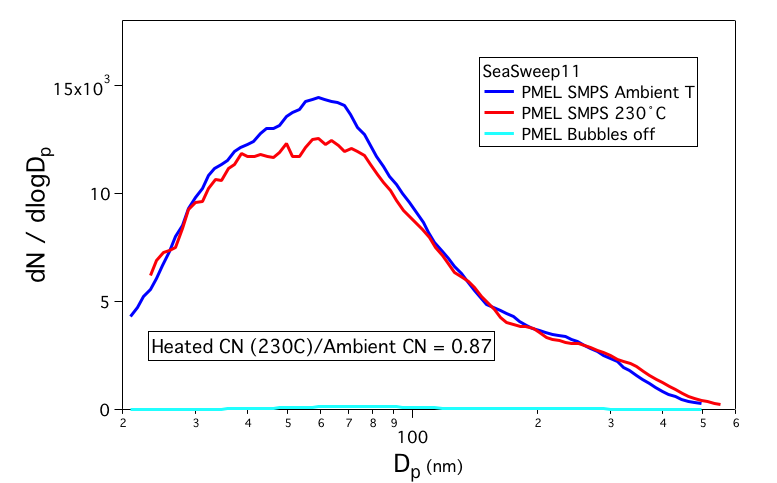 SeaSweep11
PMEL SMPS Ambient T
PMEL SMPS 230˚C
PMEL Bubbles off
15x10³
10
5
0
dN / dlogDp
Heated CN (230C)/Ambient CN = 0.87
2 3 4 5 6 7 8 9 100 2 3 4 5 6
Dp (nm)